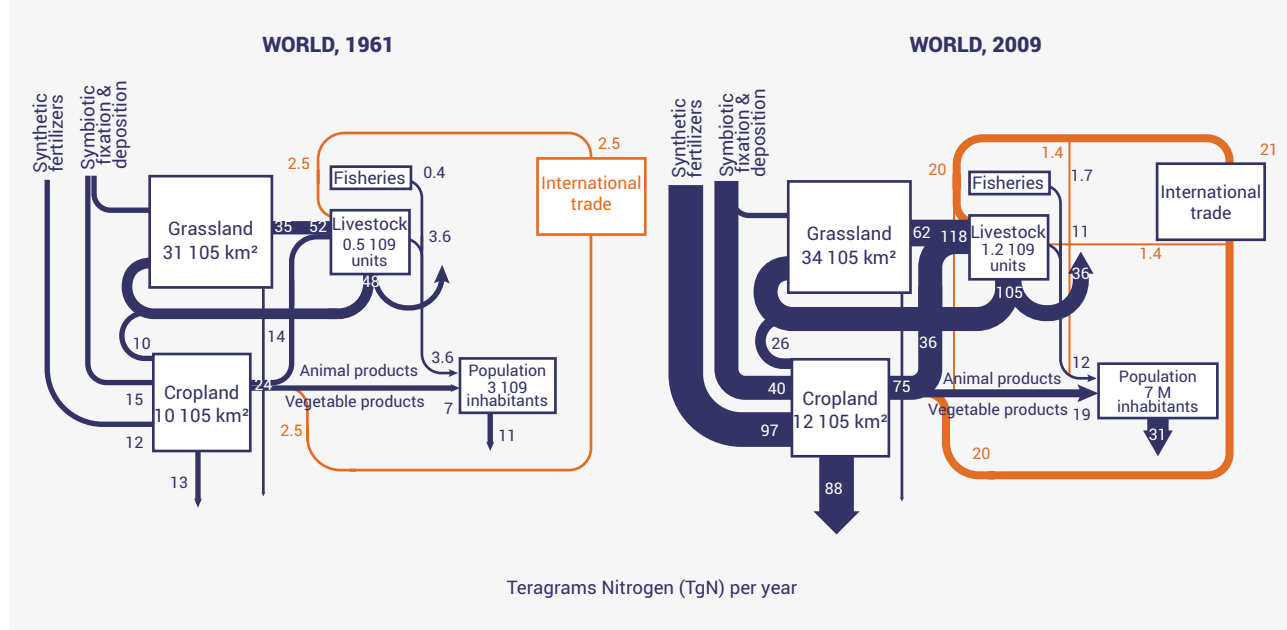 WORLD, 1961
Synthetic
fertilizers
Symbiotic
fixation &
deposition
2.5
2.5
Fisheries
0.4
International
trade
Grassland
31 105 km²
35
52
Livestock
0.5 109
units
3.6
48
10
14
Cropland
10 105 km²
24
Animal products
Vegetable products
3.6
7
Population
3 109
inhabitants
15
12
2.5
11
13
WORLD, 2009
Synthetic
fertilizers
Symbiotic
fixation &
deposition
1.4
21
20
Fisheries
1.7
International
trade
Grassland
34 105 km²
62
118
Livestock
1.2 109
units
11
1.4
105
36
26
36
Cropland
12 105 km²
40
75
Animal products
Vegetable products
12
19
Population
7 M
inhabitants
97
20
31
88
Teragrams Nitrogen (TgN) per year